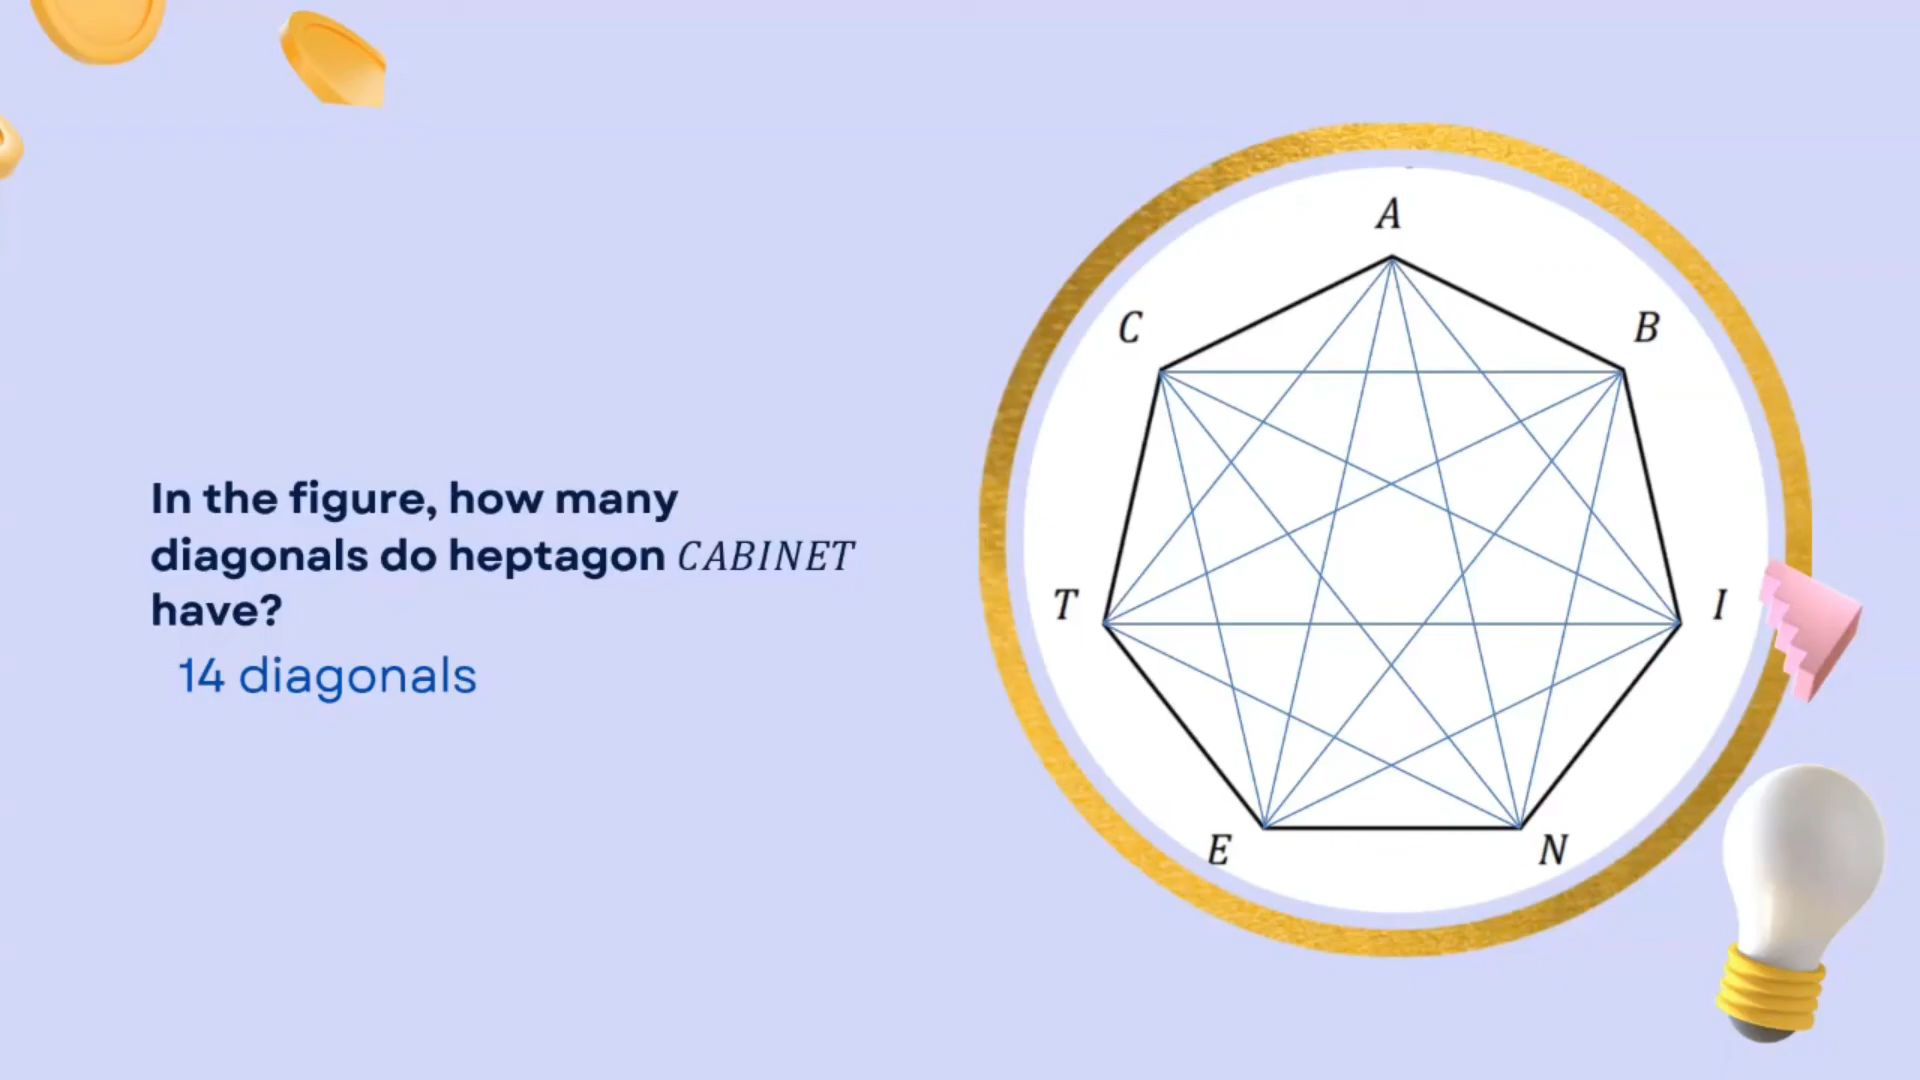 A
C
B
In the figure, how many
diagonals do heptagon CABINET
have?
T
I
14 diagonals
E
N